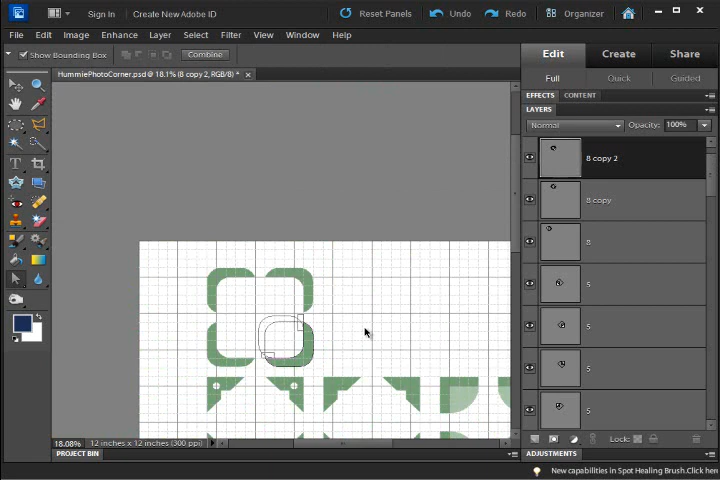 Sign In
Create New Adobe ID
Reset Panels
Undo
Redo
Organizer
File Edit Image Enhance Layer Select Filter View Window Help
Show Bounding Box
Combine
Edit
Create
Share
HummiePhotoCorner.psd @ 18.1% (8 copy 2, RGB/8) *
Full
Quick
Guided
EFFECTS
CONTENT
LAYERS
Normal
Opacity: 100%
8 copy 2
8 copy
8
5
5
5
5
18.08%
12 inches x 12 inches (300 ppi)
Lock:
PROJECT BIN
ADJUSTMENTS
New capabilities in Spot Healing Brush.Click here